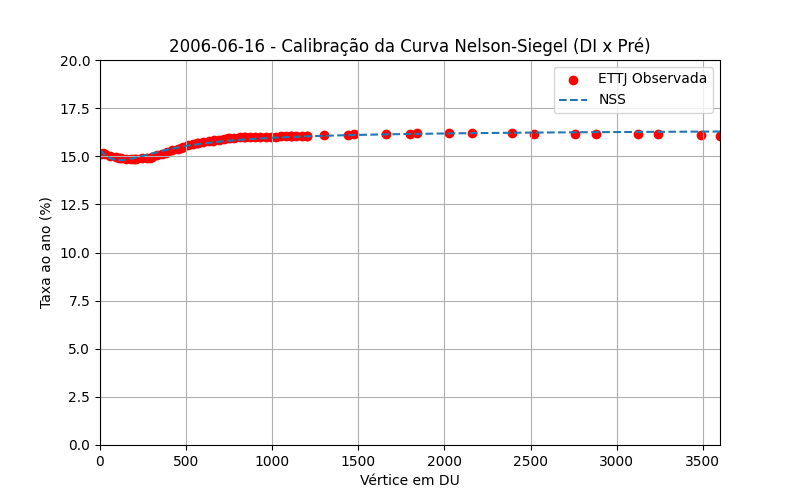 2006-06-16 - Calibração da Curva Nelson-Siegel (DI x Pré)
ETTJ Observada
NSS
Taxa ao ano (%)
20.0
17.5
15.0
12.5
10.0
7.5
5.0
2.5
0.0
0 500 1000 1500 2000 2500 3000 3500
Vértice em DU